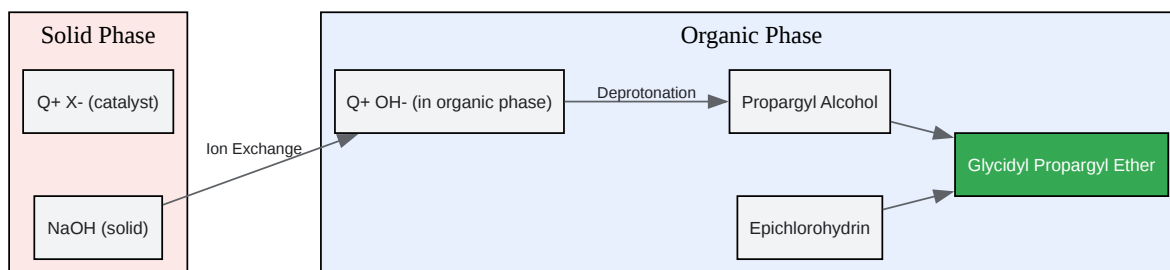 Solid Phase
Organic Phase
Q+ X- (catalyst)
Q+ OH- (in organic phase)
Deprotonation
Propargyl Alcohol
Ion Exchange
Glycidyl Propargyl Ether
NaOH (solid)
Epichlorohydrin